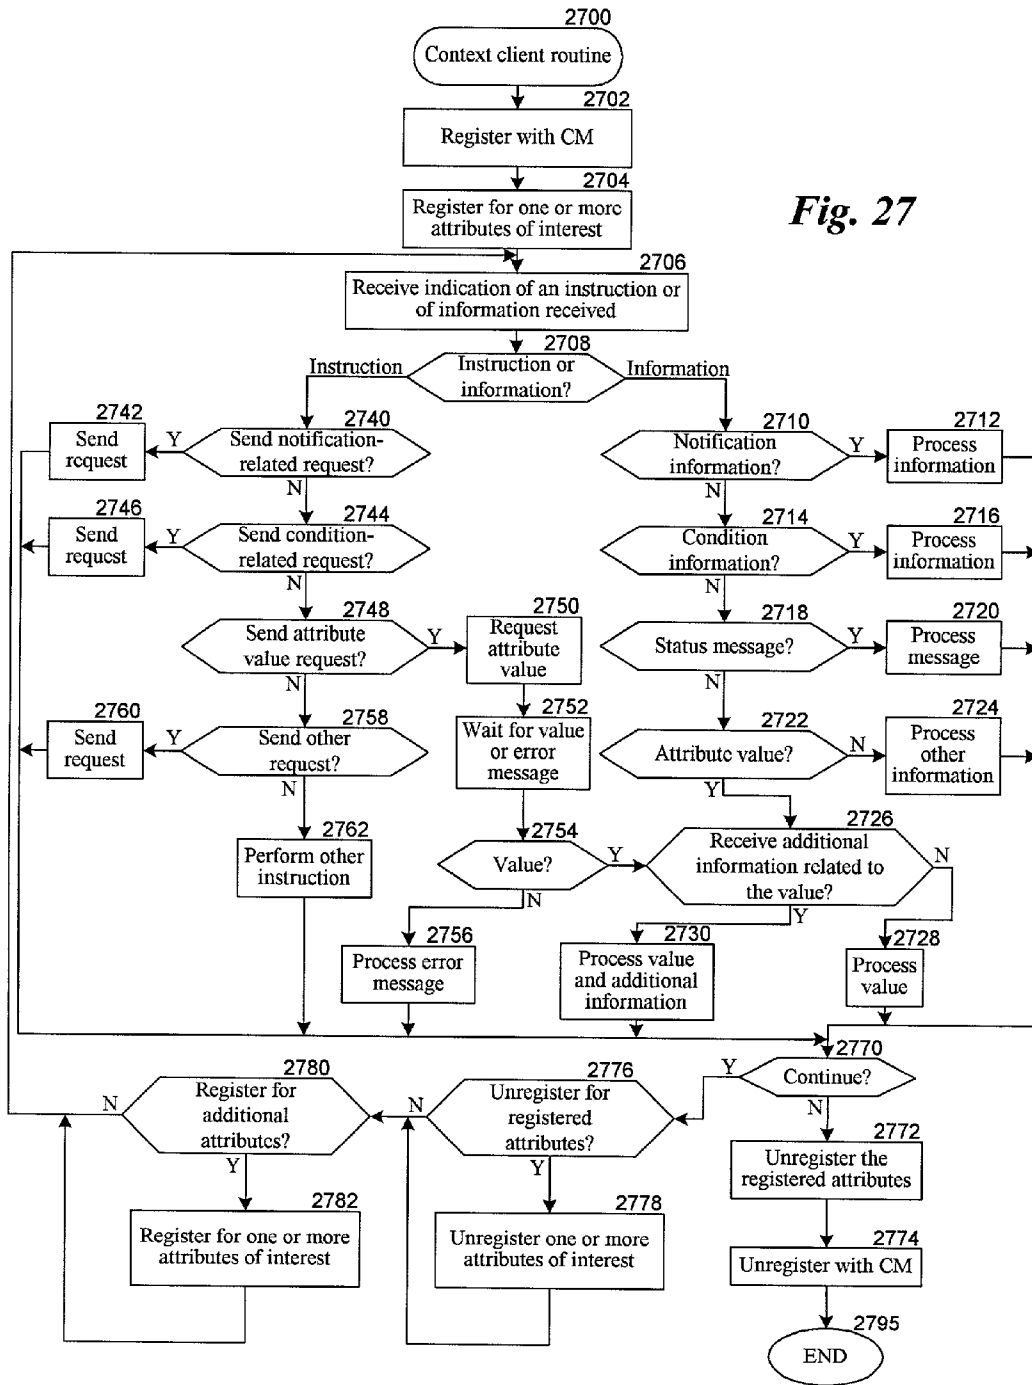 2700
Context client routine
2702
Register with CM
2704
Register for one or more
attributes of interest
Fig. 27
2706
Receive indication of an instruction or
of information received
2708
Instruction or
information?
Instruction
Information
2742
Send
request
Y
2740
Send notification-
related request?
N
2710
Notification
information?
Y
N
2712
Process
information
2746
Send
request
Y
2744
Send condition-
related request?
N
2714
Condition
information?
Y
N
2716
Process
information
2748
Send attribute
value request?
Y
N
2750
Request
attribute
value
2718
Status message?
Y
N
2720
Process
message
2760
Send
request
Y
2758
Send other
request?
N
2752
Wait for value
or error
message
2722
Attribute value?
N
Y
2724
Process
other
information
2762
Perform other
instruction
2754
Value?
Y
N
2726
Receive additional
information related to
the value?
N
Y
2756
Process error
message
2730
Process value
and additional
information
2728
Process
value
2770
Continue?
Y
N
2780
Register for
additional
attributes?
N
Y
2776
Unregister for
registered
attributes?
N
Y
2772
Unregister the
registered attributes
2782
Register for one or more
attributes of interest
2778
Unregister one or more
attributes of interest
2774
Unregister with CM
2795
END